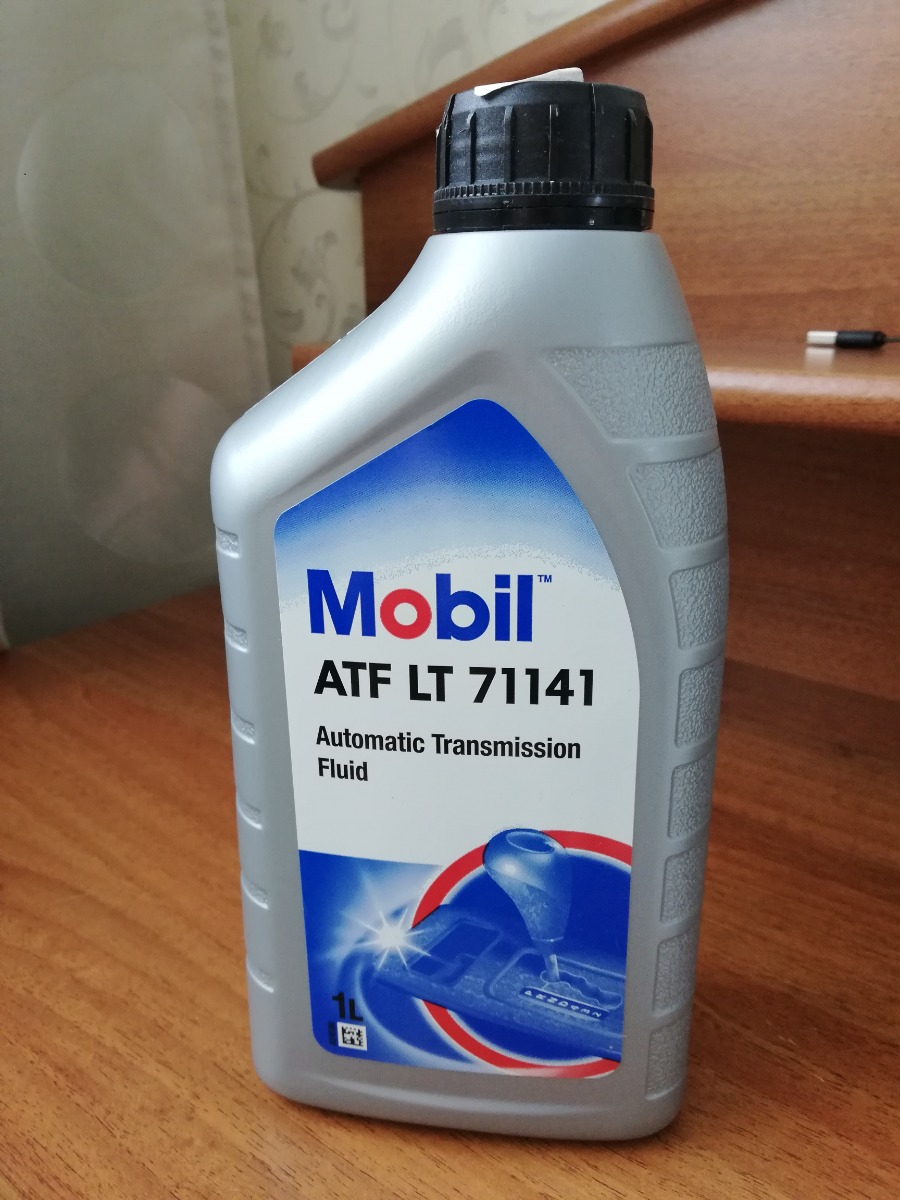 Mobil™
ATF LT 71141
Automatic Transmission
Fluid
1L